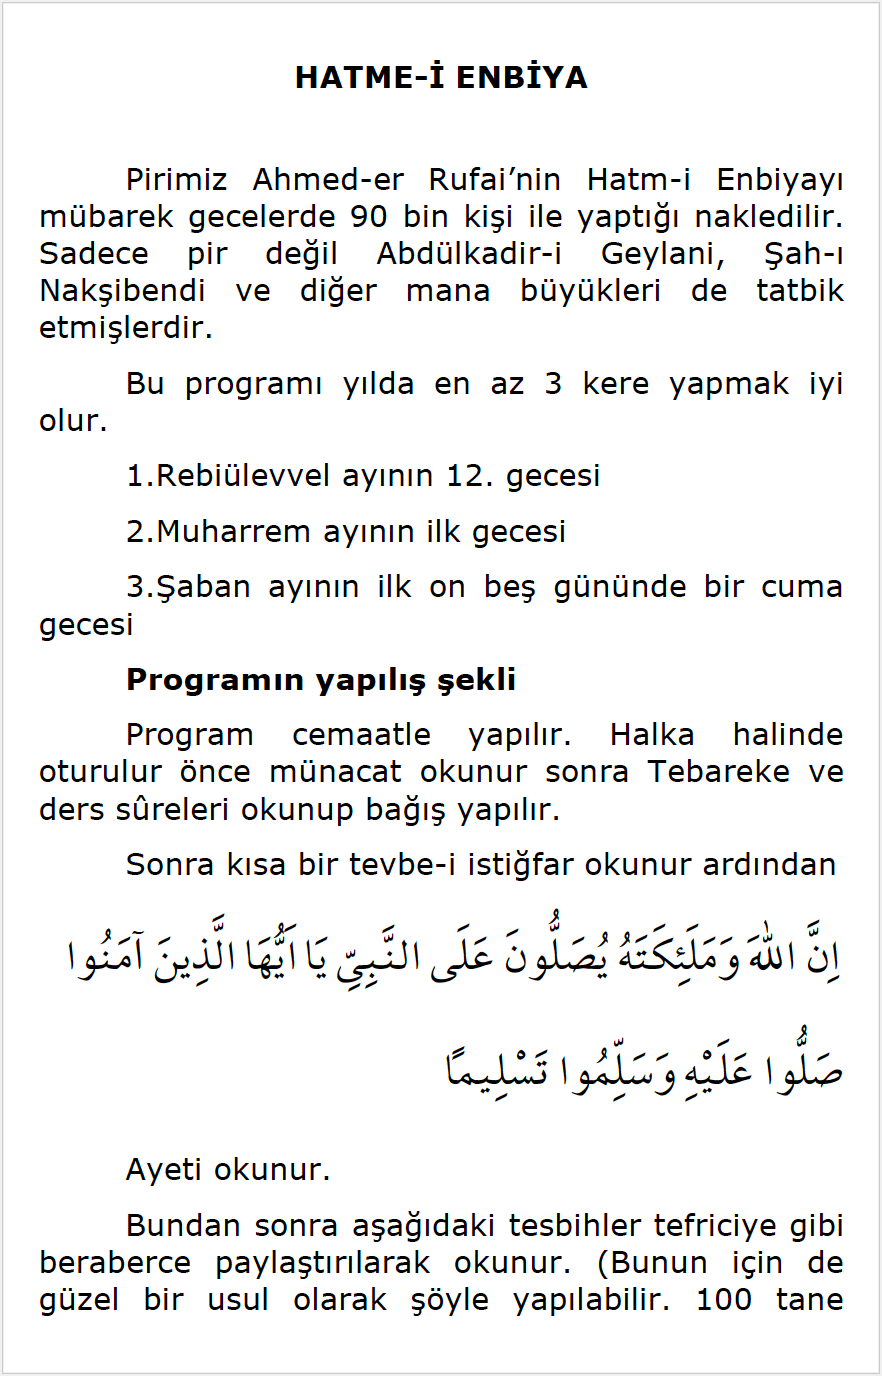 HATME-İ ENBİYA
Pirimiz Ahmed-er Rufai’nin Hatm-i Enbiyayı
mübarek gecelerde 90 bin kişi ile yaptığı nakledilir.
Sadece pir değil Abdülkadir-i Geylani, Şah-ı
Nakşibendi ve diğer mana büyükleri de tatbik
etmişlerdir.
Bu programı yılda en az 3 kere yapmak iyi
olur.
1.Rebiülevvel ayının 12. gecesi
2.Muharrem ayının ilk gecesi
3.Şaban ayının ilk on beş gününde bir cuma
gecesi
Programın yapılış şekli
Program cemaatle yapılır. Halka halinde
oturulur önce münacat okunur sonra Tebareke ve
ders sûreleri okunup bağış yapılır.
Sonra kısa bir tevbe-i istiğfar okunur ardından
اِنَّ اللهَ وَمَلَئِكَتَهُ يُصَلُّونَ عَلَى النَّبِىِّ يَا اَيُّهَا الَّذِينَ آمَنُوا
صَلُّوا عَلَيْهِ وَسَلِّمُوا تَسْلِيمًا
Ayeti okunur.
Bundan sonra aşağıdaki tesbihler tefriciye gibi
beraberce paylaştırılarak okunur. (Bunun için de
güzel bir usul olarak şöyle yapılabilir. 100 tane